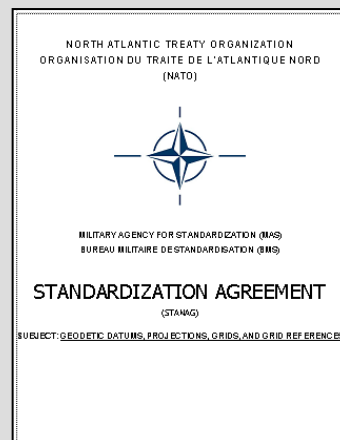 NORTH ATLANTIC TREATY ORGANIZATION
ORGANISATION DU TRAITE DE L'ATLANTIQUE NORD
(NATO)
MILITARY AGENCY FOR STANDARDIZATION (MAS)
BUREAU MILITAIRE DE STANDARDISATION (BMS)
STANDARDIZATION AGREEMENT
(STANAG)
SUBJECT: GEODETIC DATUMS, PROJECTIONS, GRIDS, AND GRID REFERENCES